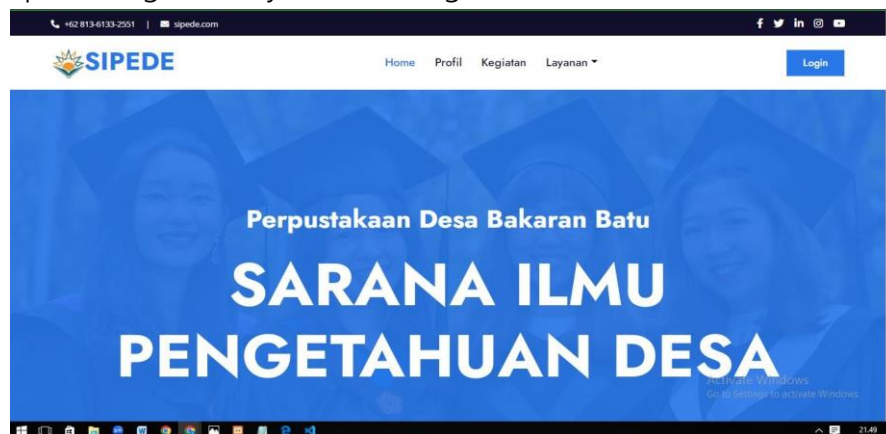 +62 813-6133-2551 | sipede.com
SIPEDE
Home Profil Kegiatan Layanan Login
Perpustakaan Desa Bakaran Batu
SARANA ILMU
PENGETAHUAN DESA
Activate Windows
Go to Settings to activate Windows.
21.49